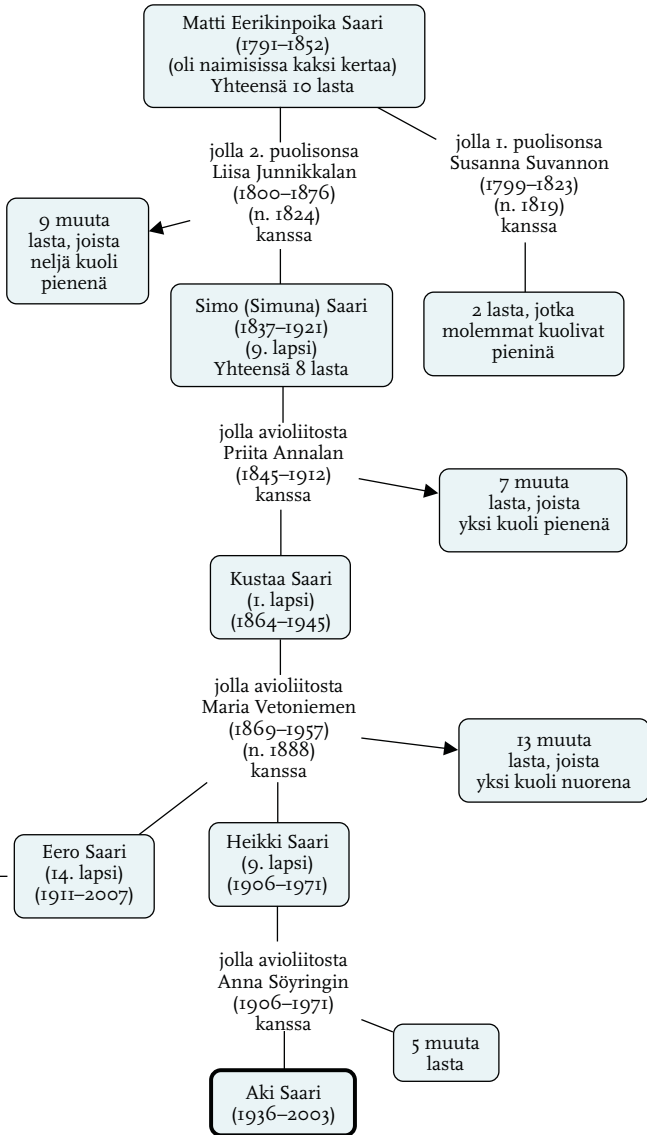 Matti Eerikinpoika Saari
(1791–1852)
(oli naimisissa kaksi kertaa)
Yhteensä 10 lasta
jolla 2. puolisonsa
Liisa Junnikkalan
(1800–1876)
(n. 1824)
kanssa
jolla 1. puolisonsa
Susanna Suvannon
(1799–1823)
(n. 1819)
kanssa
9 muuta
lasta, joista
neljä kuoli
pienenä
Simo (Simuna) Saari
(1837–1921)
(9. lapsi)
Yhteensä 8 lasta
2 lasta, jotka
molemmat kuolivat
pieninä
jolla avioliitosta
Priita Annalan
(1845–1912)
kanssa
7 muuta
lasta, joista
yksi kuoli pienenä
Kustaa Saari
(1. lapsi)
(1864–1945)
jolla avioliitosta
Maria Vetoniemen
(1869–1957)
(n. 1888)
kanssa
13 muuta
lasta, joista
yksi kuoli nuorena
Eero Saari
(14. lapsi)
(1911–2007)
Heikki Saari
(9. lapsi)
(1906–1971)
jolla avioliitosta
Anna Söyringin
(1906–1971)
kanssa
5 muuta
lasta
Aki Saari
(1936–2003)